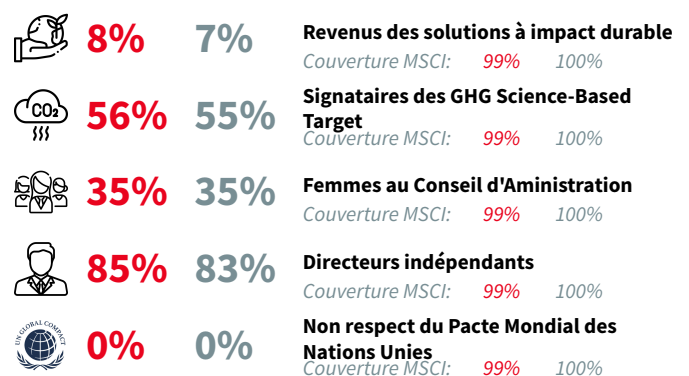 8% 7% Revenus des solutions à impact durable
Couverture MSCI: 99% 100%
CO₂ 56% 55% Signataires des GHG Science-Based
Target
Couverture MSCI: 99% 100%
35% 35% Femmes au Conseil d'Aministration
Couverture MSCI: 99% 100%
85% 83% Directeurs indépendants
Couverture MSCI: 99% 100%
UN GLOBAL COMPACT 0% 0% Non respect du Pacte Mondial des
Nations Unies
Couverture MSCI: 99% 100%